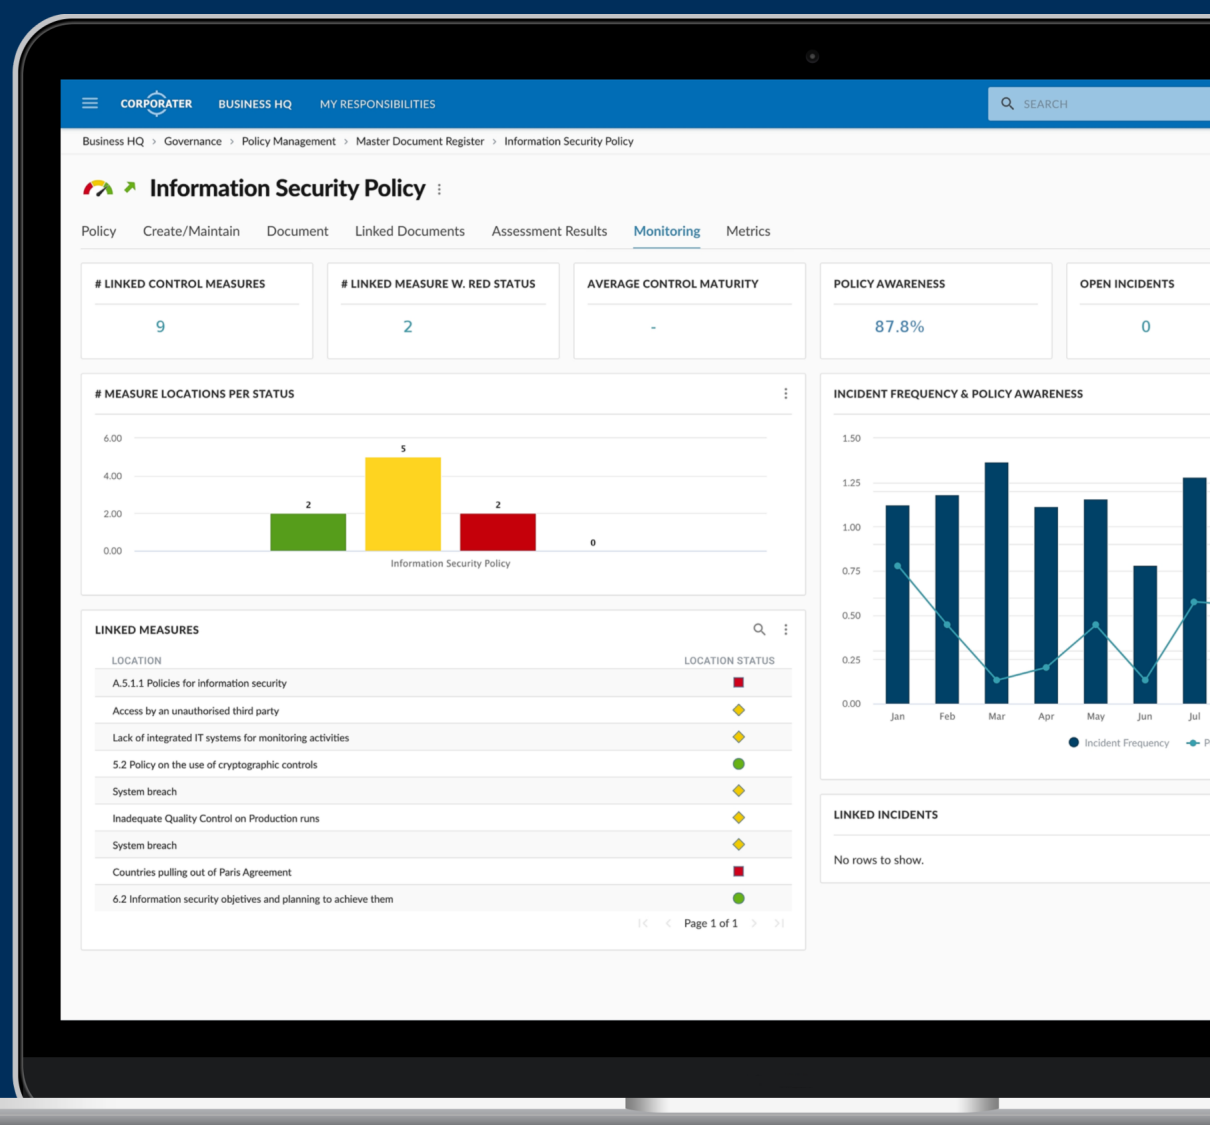 CORPORATER BUSINESS HQ MY RESPONSIBILITIES SEARCH
Business HQ > Governance > Policy Management > Master Document Register > Information Security Policy
Information Security Policy
Policy Create/Maintain Document Linked Documents Assessment Results Monitoring Metrics
# LINKED CONTROL MEASURES
9
# LINKED MEASURE W. RED STATUS
2
AVERAGE CONTROL MATURITY
-
POLICY AWARENESS
87.8%
OPEN INCIDENTS
0
# MEASURE LOCATIONS PER STATUS
6.00
4.00
2.00
0.00
2
5
2
0
Information Security Policy
LINKED MEASURES
LOCATION LOCATION STATUS
A.5.1.1 Policies for information security
Access by an unauthorised third party
Lack of integrated IT systems for monitoring activities
5.2 Policy on the use of cryptographic controls
System breach
Inadequate Quality Control on Production runs
System breach
Countries pulling out of Paris Agreement
6.2 Information security objetives and planning to achieve them
Page 1 of 1
INCIDENT FREQUENCY & POLICY AWARENESS
1.50
1.25
1.00
0.75
0.50
0.25
0.00
Jan Feb Mar Apr May Jun Jul
Incident Frequency P
LINKED INCIDENTS
No rows to show.